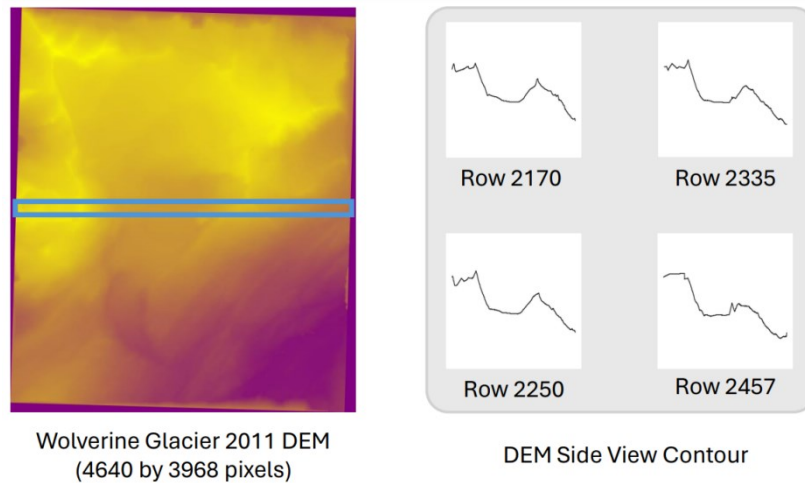 Row 2170
Row 2335
Row 2250
Row 2457
Wolverine Glacier 2011 DEM
(4640 by 3968 pixels)
DEM Side View Contour